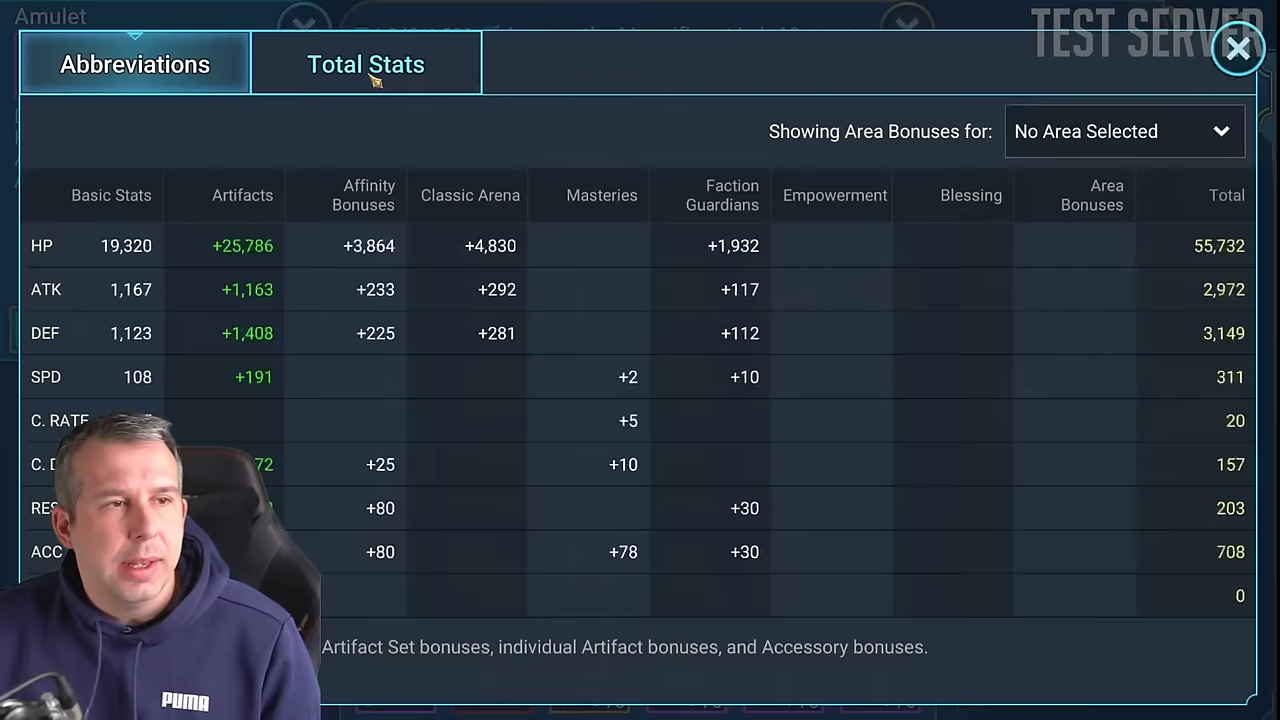 Amulet
TEST SERVER
Abbreviations
Total Stats
Showing Area Bonuses for:
No Area Selected
Basic Stats Artifacts Affinity Bonuses Classic Arena Masteries Faction Guardians Empowerment Blessing Area Bonuses Total
HP 19,320 +25,786 +3,864 +4,830 +1,932 55,732
ATK 1,167 +1,163 +233 +292 +117 2,972
DEF 1,123 +1,408 +225 +281 +112 3,149
SPD 108 +191 +2 +10 311
C. RATE +5 20
72 +25 +10 157
RES +80 +30 203
ACC +80 +78 +30 708
0
Artifact Set bonuses, individual Artifact bonuses, and Accessory bonuses.
PUMA